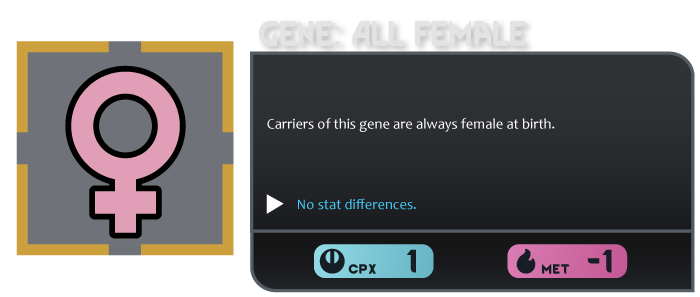 GENE: ALL FEMALE
Carriers of this gene are always female at birth.
No stat differences.
CPX 1
MET -1